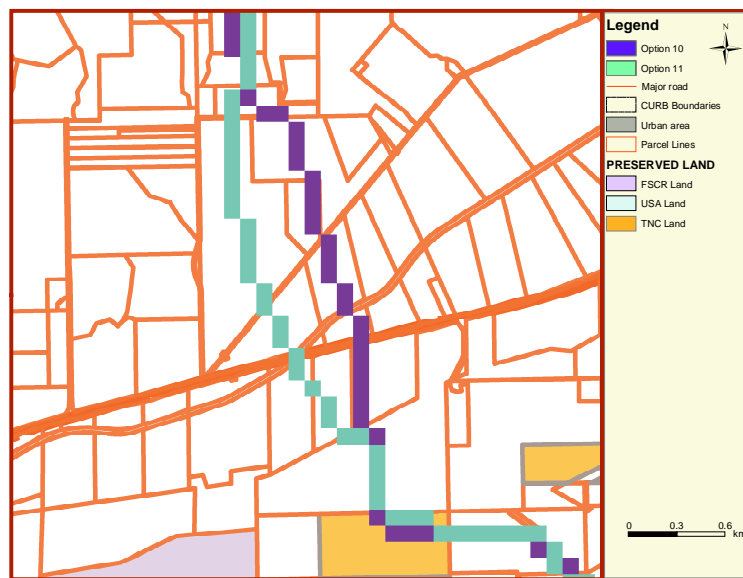 Legend
N
Option 10
Option 11
Major road
CURB Boundaries
Urban area
Parcel Lines
PRESERVED LAND
FSCR Land
USA Land
TNC Land
0 0.3 0.6
km